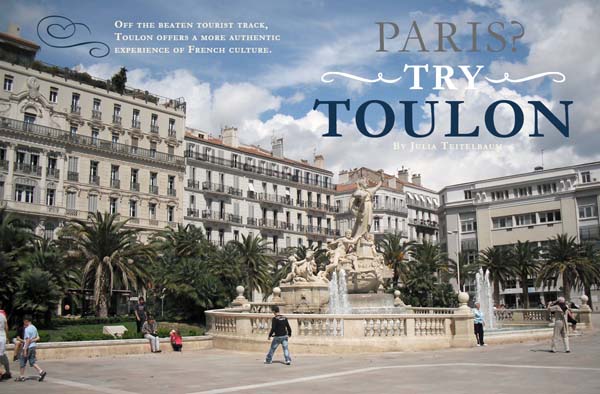 Off the beaten tourist track,
Toulon offers a more authentic
experience of French culture.
PARIS?
TRY
TOULON
By Julia Teitelbaum